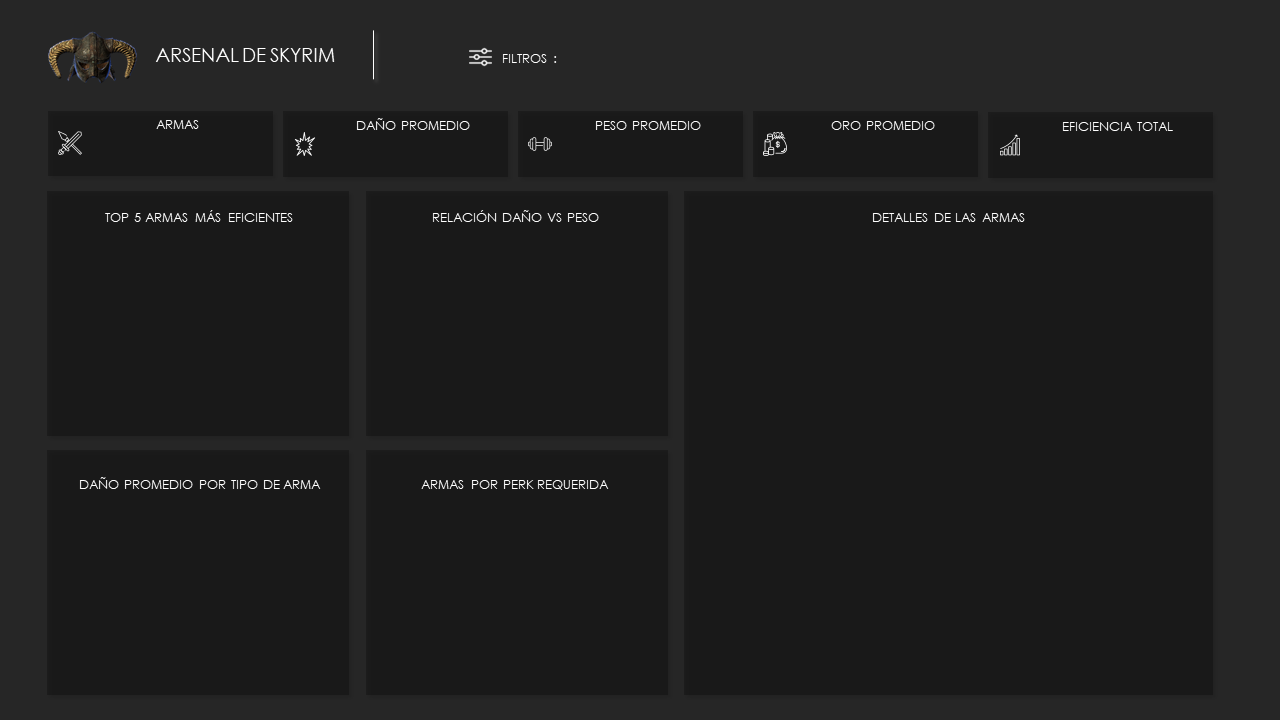 ARSENAL DE SKYRIM
FILTROS :
ARMAS
DAÑO PROMEDIO
PESO PROMEDIO
ORO PROMEDIO
EFICIENCIA TOTAL
TOP 5 ARMAS MÁS EFICIENTES
RELACIÓN DAÑO VS PESO
DETALLES DE LAS ARMAS
DAÑO PROMEDIO POR TIPO DE ARMA
ARMAS POR PERK REQUERIDA